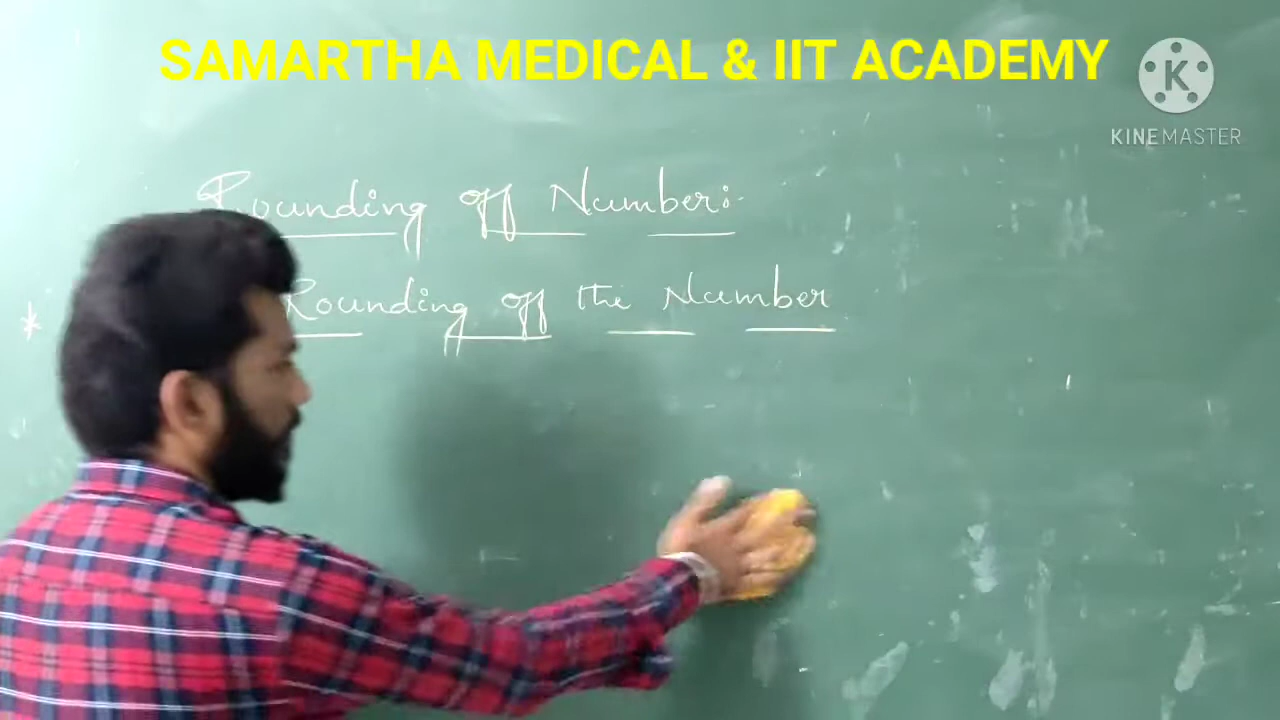 SAMARTHA MEDICAL & IIT ACADEMY
K
KINEMASTER
Rounding off Number:-
* Rounding off the Number